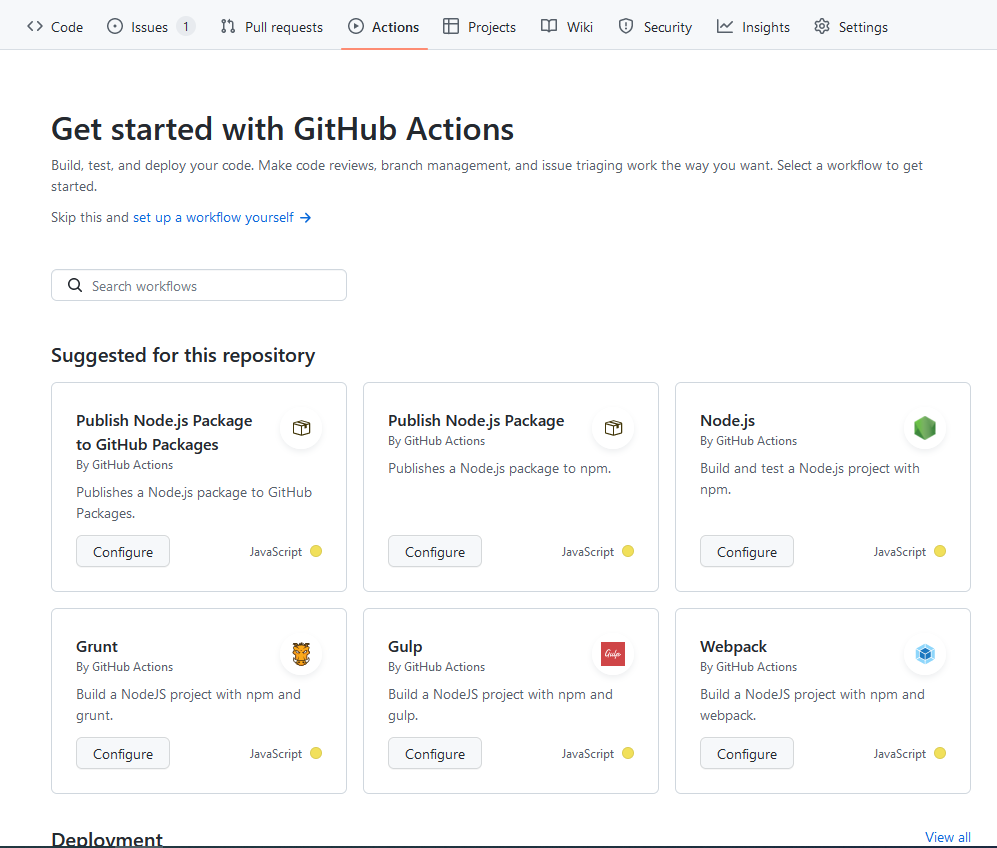 Code
Issues 1
Pull requests
Actions
Projects
Wiki
Security
Insights
Settings
Get started with GitHub Actions
Build, test, and deploy your code. Make code reviews, branch management, and issue triaging work the way you want. Select a workflow to get
started.
Skip this and set up a workflow yourself →
Search workflows
Suggested for this repository
Publish Node.js Package
to GitHub Packages
By GitHub Actions
Publishes a Node.js package to GitHub
Packages.
Configure
JavaScript
Publish Node.js Package
By GitHub Actions
Publishes a Node.js package to npm.
Configure
JavaScript
Node.js
By GitHub Actions
Build and test a Node.js project with
npm.
Configure
JavaScript
Grunt
By GitHub Actions
Build a NodeJS project with npm and
grunt.
Configure
JavaScript
Gulp
Gulp
By GitHub Actions
Build a NodeJS project with npm and
gulp.
Configure
JavaScript
Webpack
By GitHub Actions
Build a NodeJS project with npm and
webpack.
Configure
JavaScript
Deployment
View all